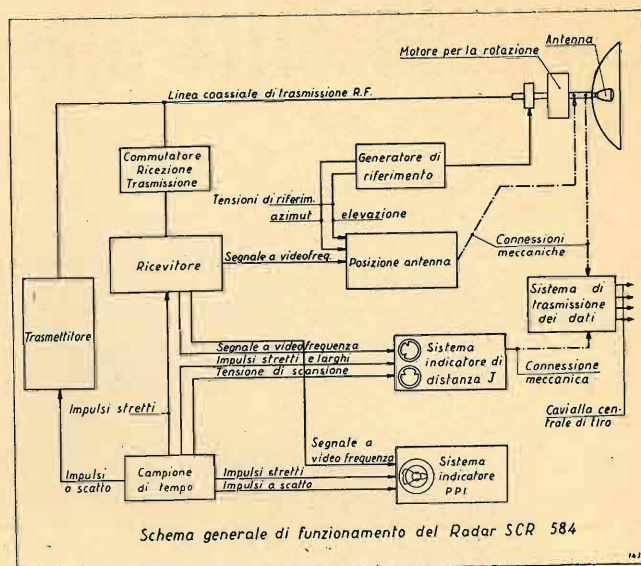 Antenna
Motore per la rotazione
Linea coassiale di trasmissione R.F.
Commutatore
Ricezione
Trasmissione
Generatore di
riferimento
Tensioni di riferim.
azimut
elevazione
Ricevitore
Segnale a videofreq.
Posizione antenna
Connessioni
meccaniche
Trasmettitore
Sistema di
trasmissione
dei dati
Segnale a video frequenza
Impulsi stretti e larghi
Tensione di scansione
Sistema
indicatore di
distanza J
Connessione
meccanica
Impulsi stretti
Cavi alla cen-
trale di tiro
Segnale a
video frequenza
Impulsi
a scatto
Campione
di tempo
Impulsi stretti
Impulsi a scatto
Sistema
indicatore
PPI.
Schema generale di funzionamento del Radar SCR 584